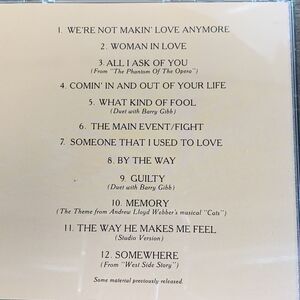 1. WE'RE NOT MAKIN' LOVE ANYMORE
2. WOMAN IN LOVE
3. ALL I ASK OF YOU
(From "The Phantom Of The Opera")
4. COMIN' IN AND OUT OF YOUR LIFE
5. WHAT KIND OF FOOL
(Duet with Barry Gibb)
6. THE MAIN EVENT/FIGHT
7. SOMEONE THAT I USED TO LOVE
8. BY THE WAY
9. GUILTY
(Duet with Barry Gibb)
10. MEMORY
(The Theme from Andrew Lloyd Webber's musical "Cats")
11. THE WAY HE MAKES ME FEEL
(Studio Version)
12. SOMEWHERE
(From "West Side Story")
Some material previously released.